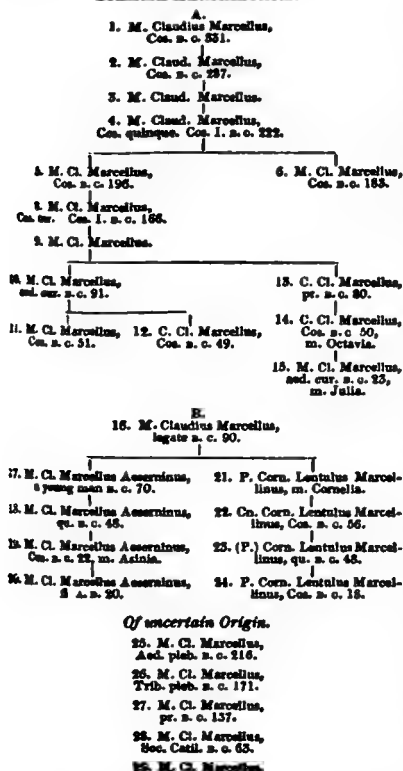 A.
1. M. Claudius Marcellus,
Cos. B. C. 331.
2. M. Claud. Marcellus,
Cos. B. C. 287.
3. M. Claud. Marcellus.
4. M. Claud. Marcellus,
Cos. quinque. Cos. I. B. C. 222.
5. M. Cl. Marcellus,
Cos. B. C. 196.
6. M. Cl. Marcellus,
Cos. B. C. 183.
M. Cl. Marcellus,
Cos. ter. Cos. I. B. C. 166.
9. M. Cl. Marcellus.
10. M. Cl. Marcellus,
aed. cur. B. C. 91.
13. C. Cl. Marcellus,
pr. B. C. 80.
11. M. Cl. Marcellus,
Cos. B. C. 51.
12. C. Cl. Marcellus,
Cos. B. C. 49.
14. C. Cl. Marcellus,
Cos. B. C. 50,
m. Octavia.
15. M. Cl. Marcellus,
aed. cur. B. C. 23,
m. Julia.
B.
16. M. Claudius Marcellus,
legate B. C. 90.
17. M. Cl. Marcellus Aeserninus,
a young man B. C. 70.
18. M. Cl. Marcellus Aeserninus,
qu. B. C. 48.
19. M. Cl. Marcellus Aeserninus,
Cos. B. C. 22, m. Asinia.
20. M. Cl. Marcellus Aeserninus,
A. D. 20.
21. P. Corn. Lentulus Marcel-
linus, m. Cornelia.
22. Cn. Corn. Lentulus Marcel-
linus, Cos. B. C. 56.
23. (P.) Corn. Lentulus Marcel-
linus, qu. B. C. 48.
24. P. Corn. Lentulus Marcel-
linus, Cos. B. C. 18.
Of uncertain Origin.
25. M. Cl. Marcellus,
Aed. pleb. B. C. 216.
26. M. Cl. Marcellus,
Trib. pleb. B. C. 171.
27. M. Cl. Marcellus,
pr. B. C. 137.
28. M. Cl. Marcellus,
Soc. Catil. B. C. 63.
M. Cl. Marcellus.